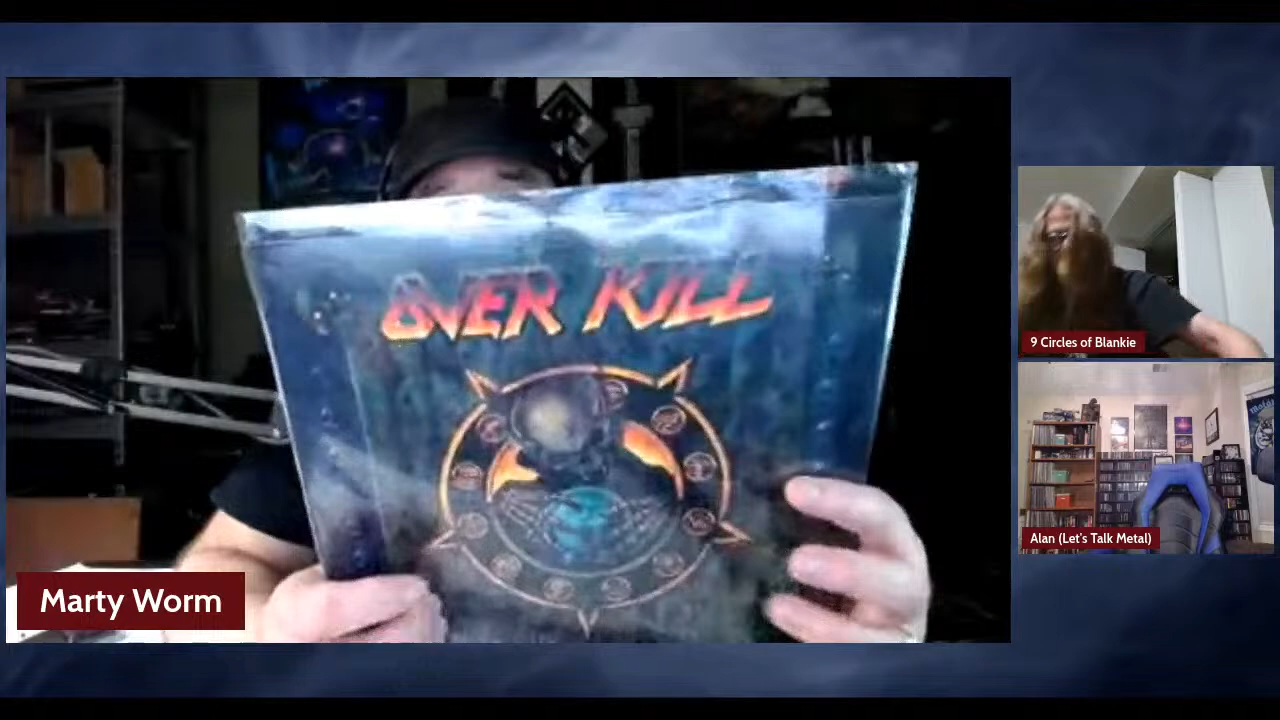 OVER KILL
Marty Worm
9 Circles of Blankie
Alan (Let's Talk Metal)